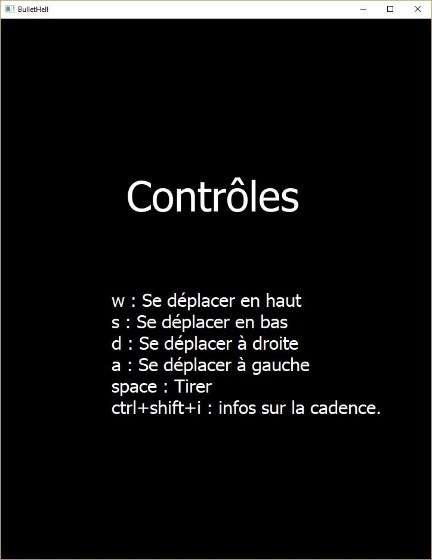 BulletHell
Contrôles
w : Se déplacer en haut
s : Se déplacer en bas
d : Se déplacer à droite
a : Se déplacer à gauche
space : Tirer
ctrl+shift+i : infos sur la cadence.